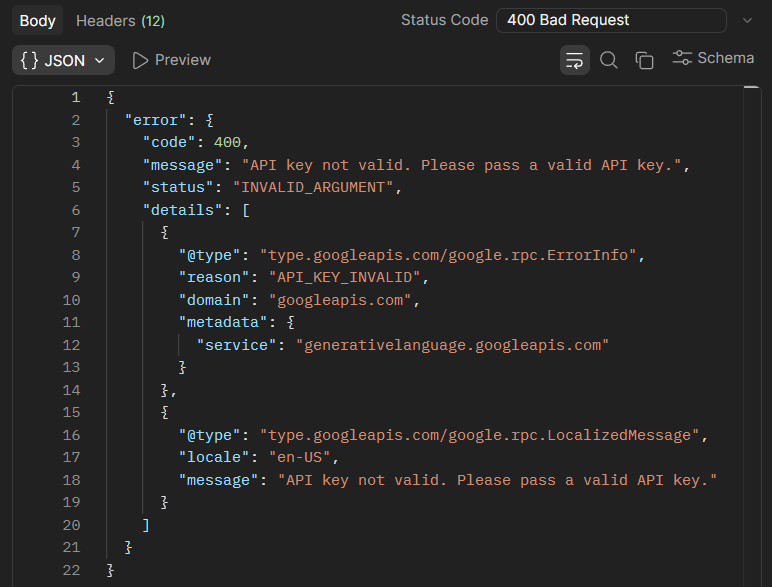 Body Headers (12) Status Code 400 Bad Request
{} JSON Preview Schema
1 {
2 "error": {
3 "code": 400,
4 "message": "API key not valid. Please pass a valid API key.",
5 "status": "INVALID_ARGUMENT",
6 "details": [
7 {
8 "@type": "type.googleapis.com/google.rpc.ErrorInfo",
9 "reason": "API_KEY_INVALID",
10 "domain": "googleapis.com",
11 "metadata": {
12 "service": "generativelanguage.googleapis.com"
13 }
14 },
15 {
16 "@type": "type.googleapis.com/google.rpc.LocalizedMessage",
17 "locale": "en-US",
18 "message": "API key not valid. Please pass a valid API key."
19 }
20 ]
21 }
22 }